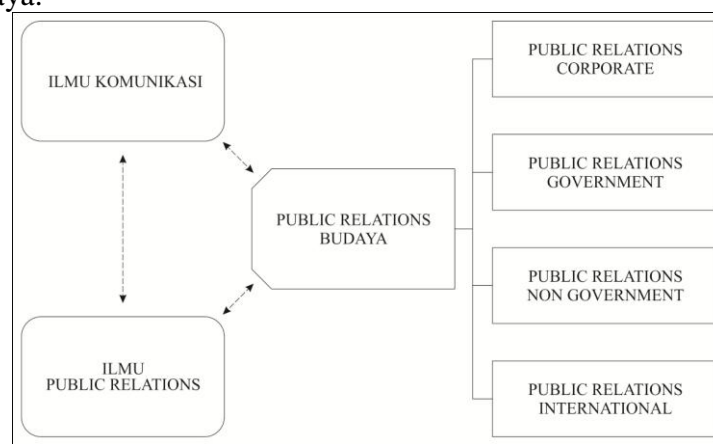 ILMU KOMUNIKASI
ILMU
PUBLIC RELATIONS
PUBLIC RELATIONS
BUDAYA
PUBLIC RELATIONS
CORPORATE
PUBLIC RELATIONS
GOVERNMENT
PUBLIC RELATIONS
NON GOVERNMENT
PUBLIC RELATIONS
INTERNATIONAL